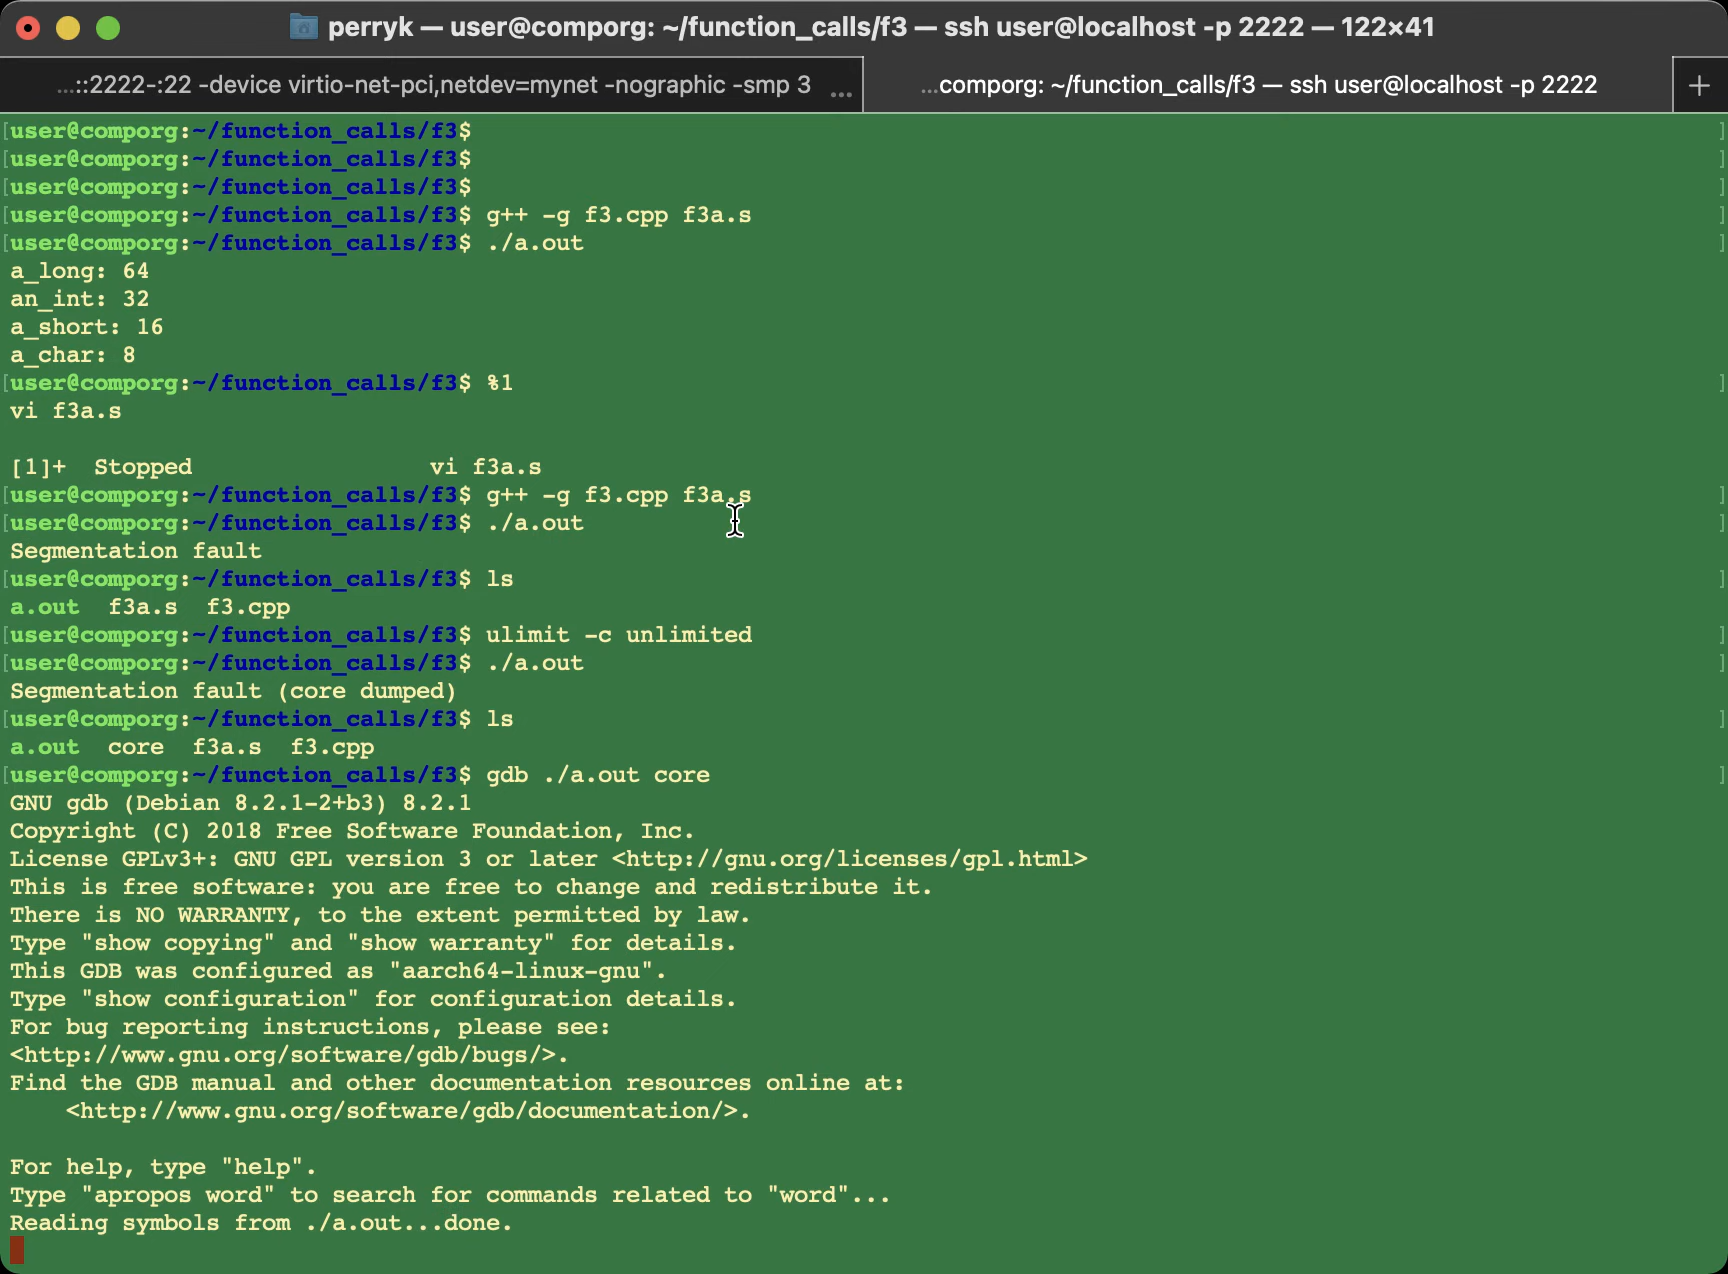 perryk — user@comporg: ~/function_calls/f3 — ssh user@localhost -p 2222 — 122×41
...::2222-:22 -device virtio-net-pci,netdev=mynet -nographic -smp 3 ...
...comporg: ~/function_calls/f3 — ssh user@localhost -p 2222
+
[user@comporg:~/function_calls/f3$ ]
[user@comporg:~/function_calls/f3$ ]
[user@comporg:~/function_calls/f3$ ]
[user@comporg:~/function_calls/f3$ g++ -g f3.cpp f3a.s ]
[user@comporg:~/function_calls/f3$ ./a.out ]
a_long: 64
an_int: 32
a_short: 16
a_char: 8
[user@comporg:~/function_calls/f3$ %1 ]
vi f3a.s
[1]+  Stopped                 vi f3a.s
[user@comporg:~/function_calls/f3$ g++ -g f3.cpp f3a.s ]
[user@comporg:~/function_calls/f3$ ./a.out ]
Segmentation fault
[user@comporg:~/function_calls/f3$ ls ]
a.out  f3a.s  f3.cpp
[user@comporg:~/function_calls/f3$ ulimit -c unlimited ]
[user@comporg:~/function_calls/f3$ ./a.out ]
Segmentation fault (core dumped)
[user@comporg:~/function_calls/f3$ ls ]
a.out  core  f3a.s  f3.cpp
[user@comporg:~/function_calls/f3$ gdb ./a.out core ]
GNU gdb (Debian 8.2.1-2+b3) 8.2.1
Copyright (C) 2018 Free Software Foundation, Inc.
License GPLv3+: GNU GPL version 3 or later <http://gnu.org/licenses/gpl.html>
This is free software: you are free to change and redistribute it.
There is NO WARRANTY, to the extent permitted by law.
Type "show copying" and "show warranty" for details.
This GDB was configured as "aarch64-linux-gnu".
Type "show configuration" for configuration details.
For bug reporting instructions, please see:
<http://www.gnu.org/software/gdb/bugs/>.
Find the GDB manual and other documentation resources online at:
    <http://www.gnu.org/software/gdb/documentation/>.
For help, type "help".
Type "apropos word" to search for commands related to "word"...
Reading symbols from ./a.out...done.